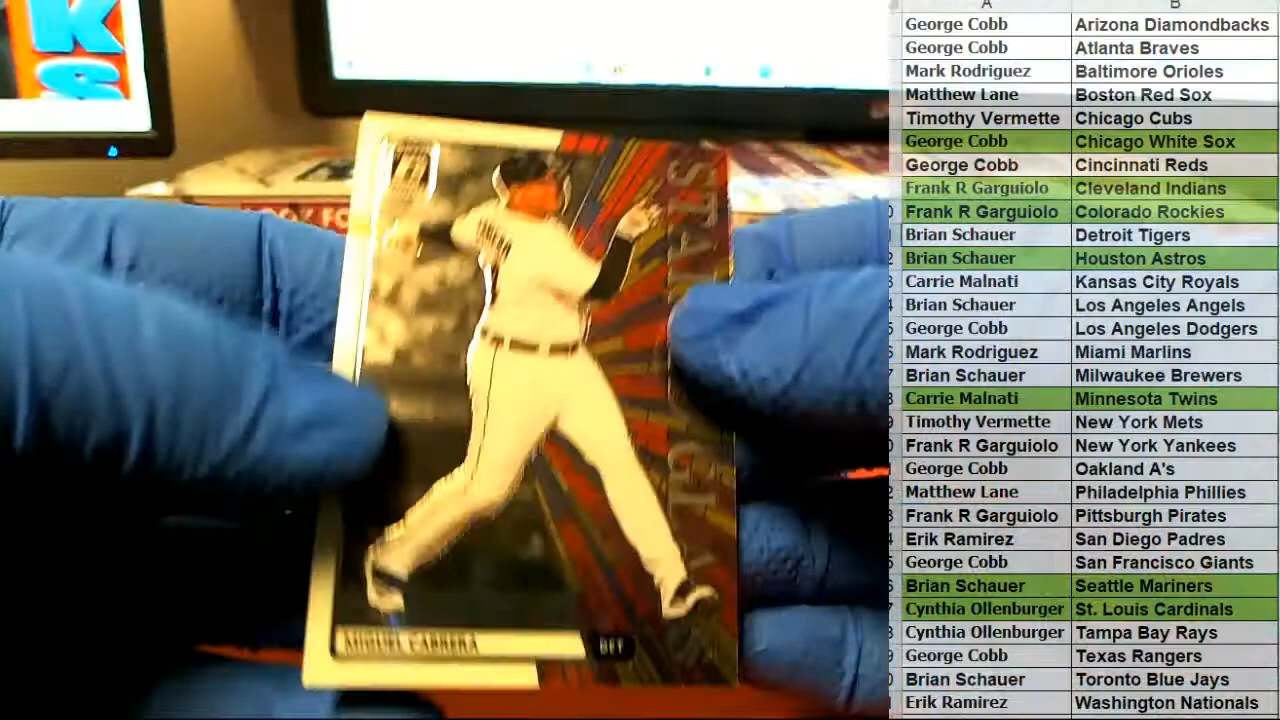 K
S
STAINED GLASS
MIGUEL CABRERA DET
A B
George Cobb Arizona Diamondbacks
George Cobb Atlanta Braves
Mark Rodriguez Baltimore Orioles
Matthew Lane Boston Red Sox
Timothy Vermette Chicago Cubs
George Cobb Chicago White Sox
George Cobb Cincinnati Reds
Frank R Garguiolo Cleveland Indians
Frank R Garguiolo Colorado Rockies
Brian Schauer Detroit Tigers
Brian Schauer Houston Astros
Carrie Malnati Kansas City Royals
Brian Schauer Los Angeles Angels
George Cobb Los Angeles Dodgers
Mark Rodriguez Miami Marlins
Brian Schauer Milwaukee Brewers
Carrie Malnati Minnesota Twins
Timothy Vermette New York Mets
Frank R Garguiolo New York Yankees
George Cobb Oakland A's
Matthew Lane Philadelphia Phillies
Frank R Garguiolo Pittsburgh Pirates
Erik Ramirez San Diego Padres
George Cobb San Francisco Giants
Brian Schauer Seattle Mariners
Cynthia Ollenburger St. Louis Cardinals
Cynthia Ollenburger Tampa Bay Rays
George Cobb Texas Rangers
Brian Schauer Toronto Blue Jays
Erik Ramirez Washington Nationals